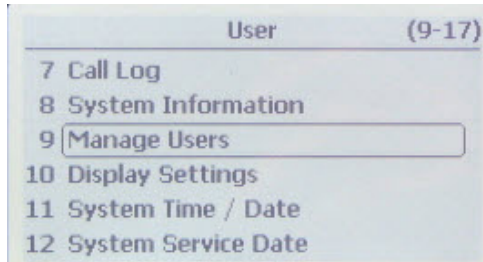 User (9-17)
7 Call Log
8 System Information
9 Manage Users
10 Display Settings
11 System Time / Date
12 System Service Date